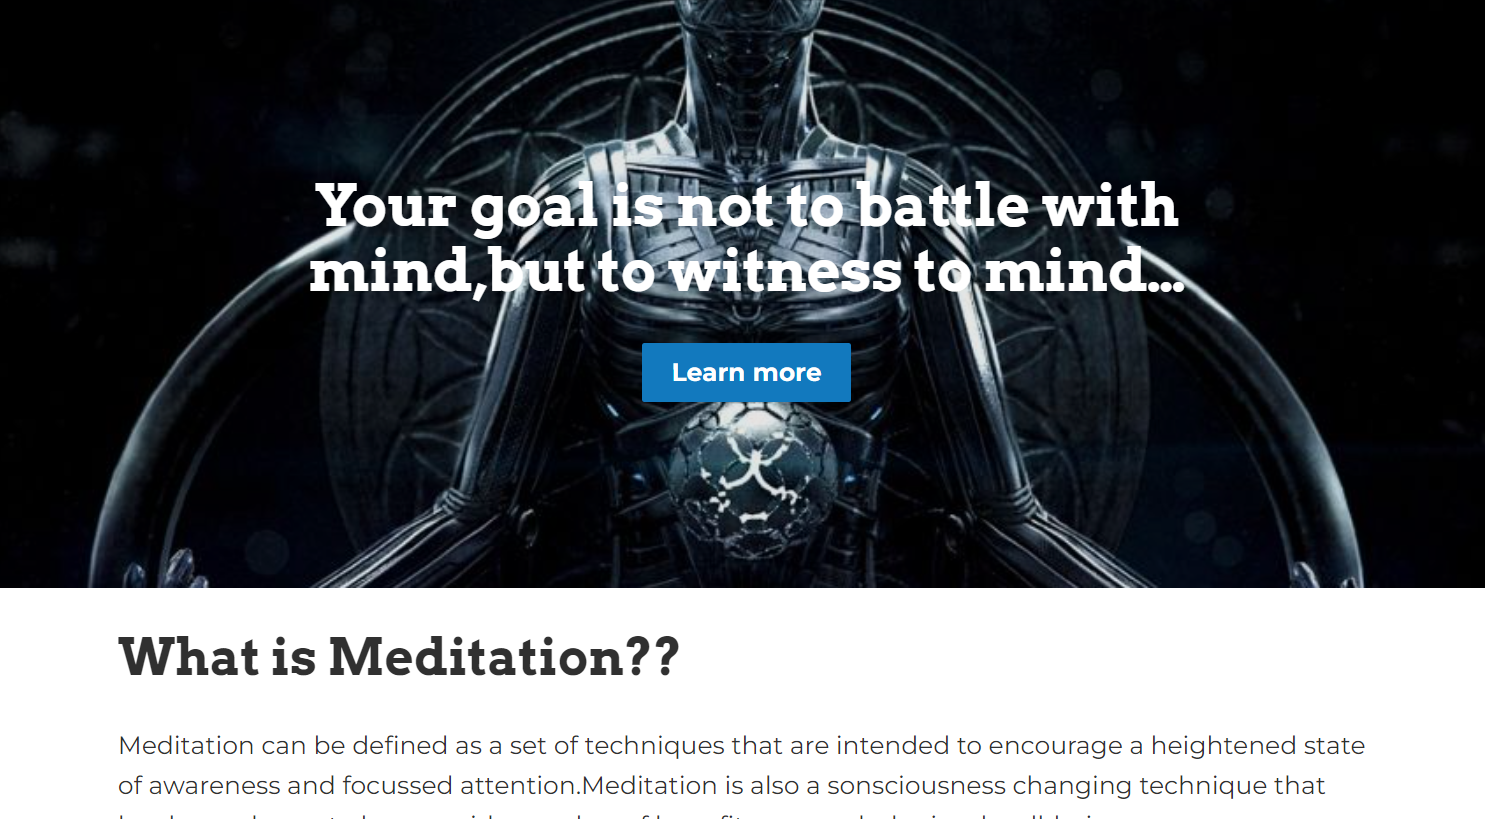 Your goal is not to battle with
mind,but to witness to mind...
Learn more
What is Meditation??
Meditation can be defined as a set of techniques that are intended to encourage a heightened state
of awareness and focussed attention.Meditation is also a sonsciousness changing technique that